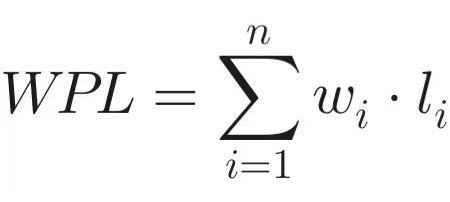 WPL = \sum_{i=1}^{n} w_i \cdot l_i